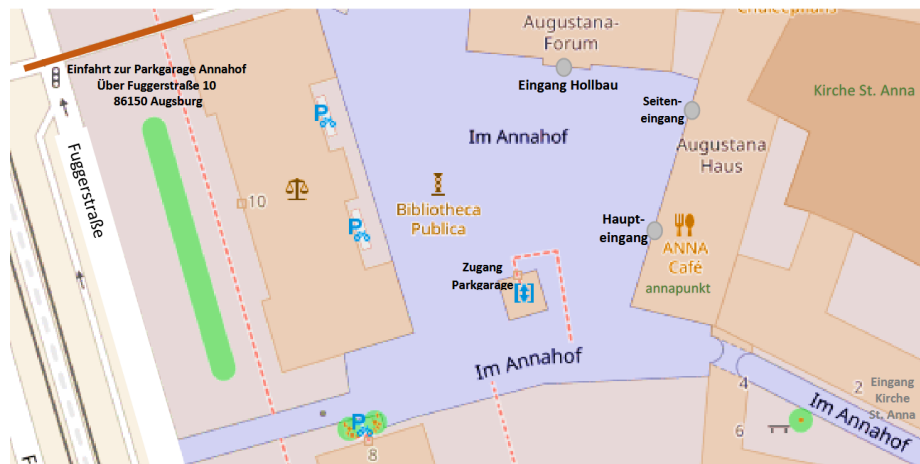 Augustana-
Forum
Einfahrt zur Parkgarage Annahof
Über Fuggerstraße 10
86150 Augsburg
Eingang Hollbau
Kirche St. Anna
Seiten-
eingang
P
Im Annahof
Augustana
Haus
Fuggerstraße
10
Bibliotheca
Publica
P
Haupt-
eingang
ANNA
Café
annapunkt
Zugang
Parkgarage
Im Annahof
4
2
Eingang
Kirche
St. Anna
Im Annahof
P
6
8